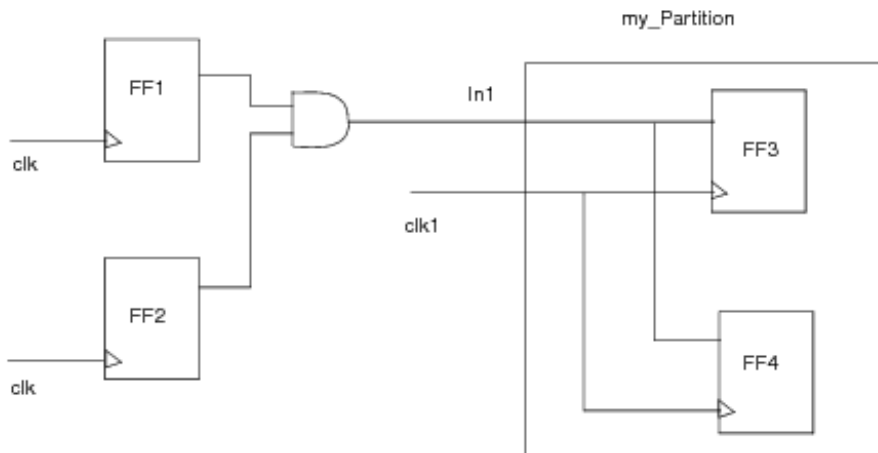 my_Partition
FF1
In1
FF3
clk
clk1
FF2
FF4
clk